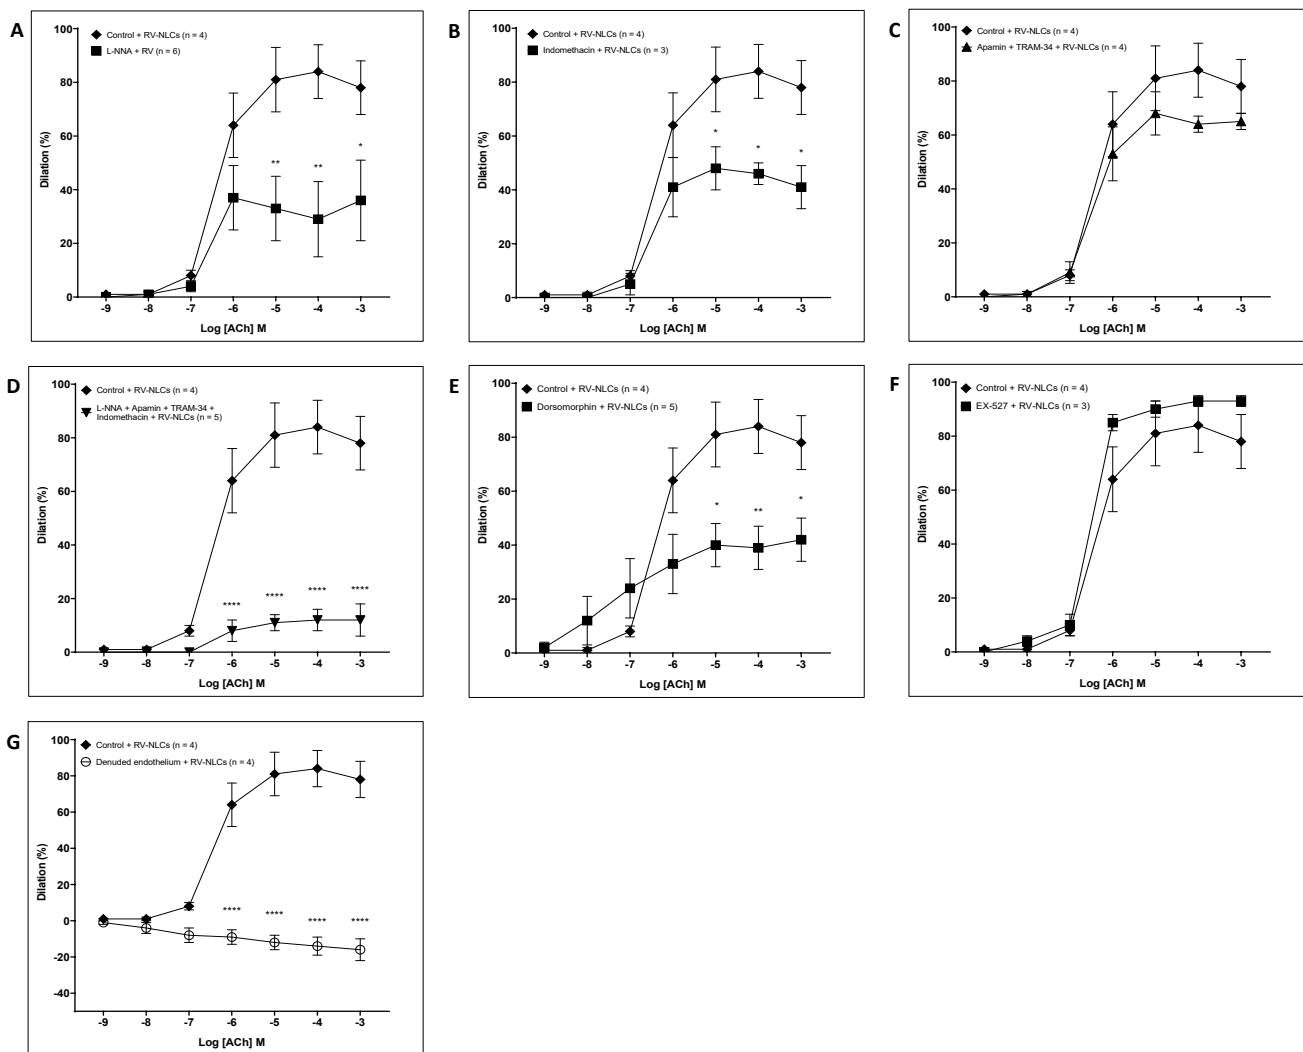 A
Control + RV-NLCs (n = 4)
L-NNA + RV (n = 6)
Dilation (%)
100
80
60
40
20
0
** ** *
-9 -8 -7 -6 -5 -4 -3
Log [ACh] M
B
Control + RV-NLCs (n = 4)
Indomethacin + RV-NLCs (n = 3)
Dilation (%)
100
80
60
40
20
0
* * *
-9 -8 -7 -6 -5 -4 -3
Log [ACh] M
C
Control + RV-NLCs (n = 4)
Apamin + TRAM-34 + RV-NLCs (n = 4)
Dilation (%)
100
80
60
40
20
0
-9 -8 -7 -6 -5 -4 -3
Log [ACh] M
D
Control + RV-NLCs (n = 4)
L-NNA + Apamin + TRAM-34 +
Indomethacin + RV-NLCs (n = 5)
Dilation (%)
100
80
60
40
20
0
**** **** **** ****
-9 -8 -7 -6 -5 -4 -3
Log [ACh] M
E
Control + RV-NLCs (n = 4)
Dorsomorphin + RV-NLCs (n = 5)
Dilation (%)
100
80
60
40
20
0
* ** *
-9 -8 -7 -6 -5 -4 -3
Log [ACh] M
F
Control + RV-NLCs (n = 4)
EX-527 + RV-NLCs (n = 3)
Dilation (%)
100
80
60
40
20
0
-9 -8 -7 -6 -5 -4 -3
Log [ACh] M
G
Control + RV-NLCs (n = 4)
Denuded endothelium + RV-NLCs (n = 4)
Dilation (%)
100
80
60
40
20
0
-20
-40
**** **** **** ****
-9 -8 -7 -6 -5 -4 -3
Log [ACh] M